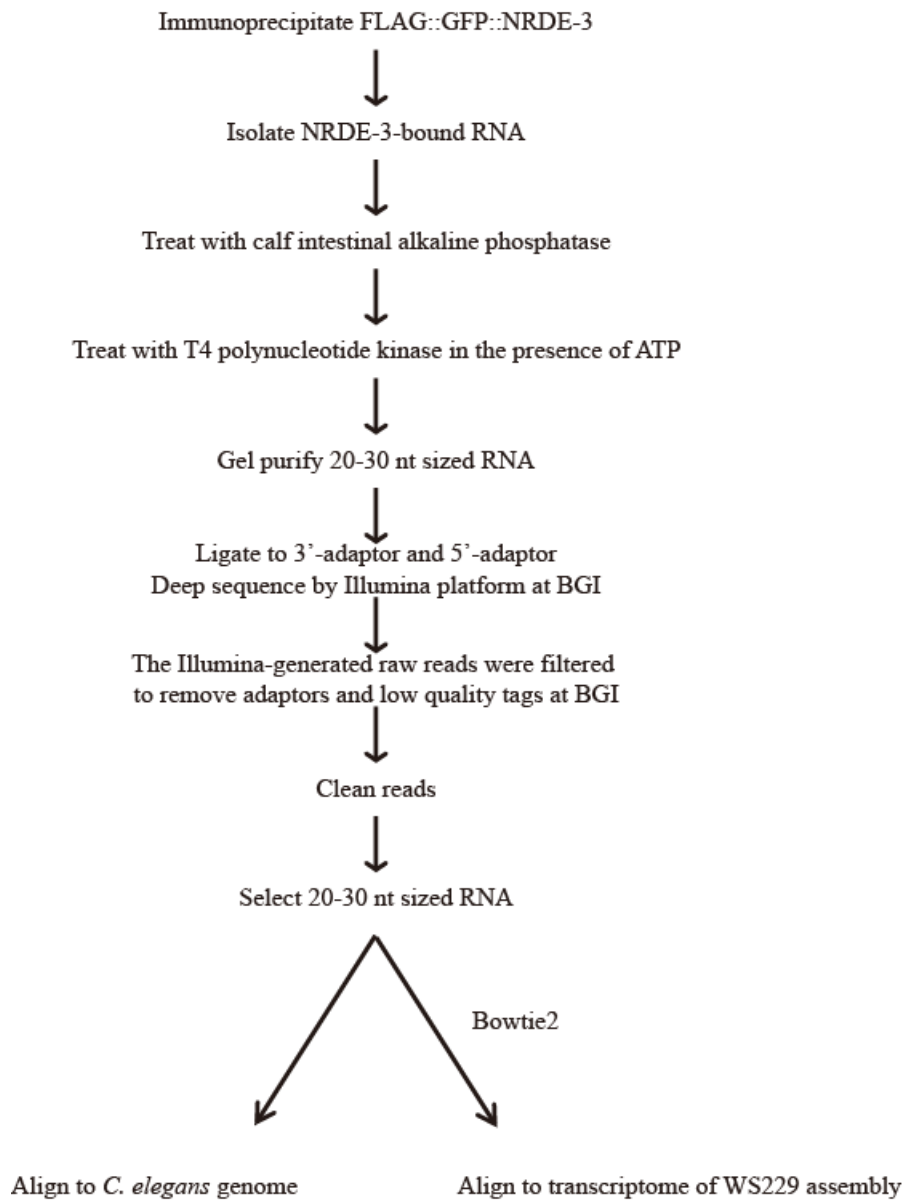 Immunoprecipitate FLAG::GFP::NRDE-3
Isolate NRDE-3-bound RNA
Treat with calf intestinal alkaline phosphatase
Treat with T4 polynucleotide kinase in the presence of ATP
Gel purify 20-30 nt sized RNA
Ligate to 3’-adaptor and 5’-adaptor
Deep sequence by Illumina platform at BGI
The Illumina-generated raw reads were filtered
to remove adaptors and low quality tags at BGI
Clean reads
Select 20-30 nt sized RNA
Bowtie2
Align to C. elegans genome
Align to transcriptome of WS229 assembly